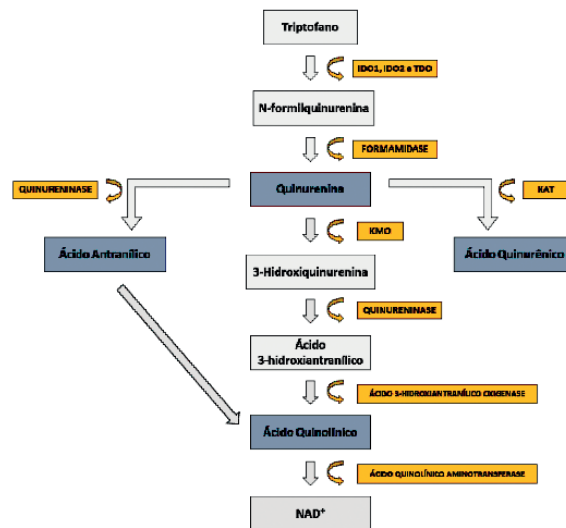 Triptofano
IDO1, IDO2 e TDO
N-formilquinurenina
FORMAMIDASE
QUINURENINASE
Quinurenina
KAT
KMO
Ácido Antranílico
Ácido Quinurênico
3-Hidroxiquinurenina
QUINURENINASE
Ácido
3-hidroxiantranílico
ÁCIDO 3-HIDROXIANTRANÍLICO OXIGENASE
Ácido Quinolínico
ÁCIDO QUINOLÍNICO AMINOTRANSFERASE
NAD⁺